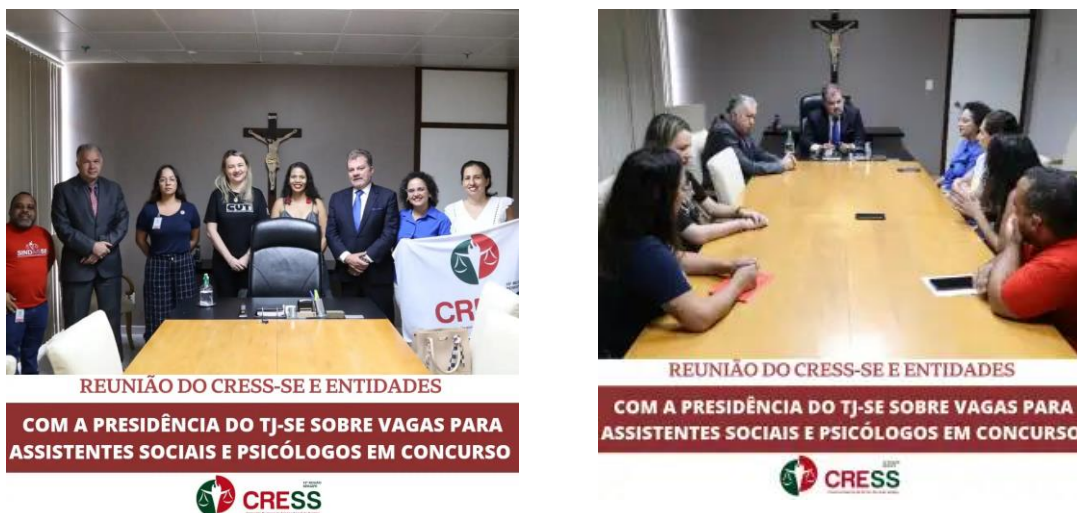 CUT
CRE
REUNIÃO DO CRESS-SE E ENTIDADES
COM A PRESIDÊNCIA DO TJ-SE SOBRE VAGAS PARA
ASSISTENTES SOCIAIS E PSICÓLOGOS EM CONCURSO
CRESS
REUNIÃO DO CRESS-SE E ENTIDADES
COM A PRESIDÊNCIA DO TJ-SE SOBRE VAGAS PARA
ASSISTENTES SOCIAIS E PSICÓLOGOS EM CONCURSO
CRESS